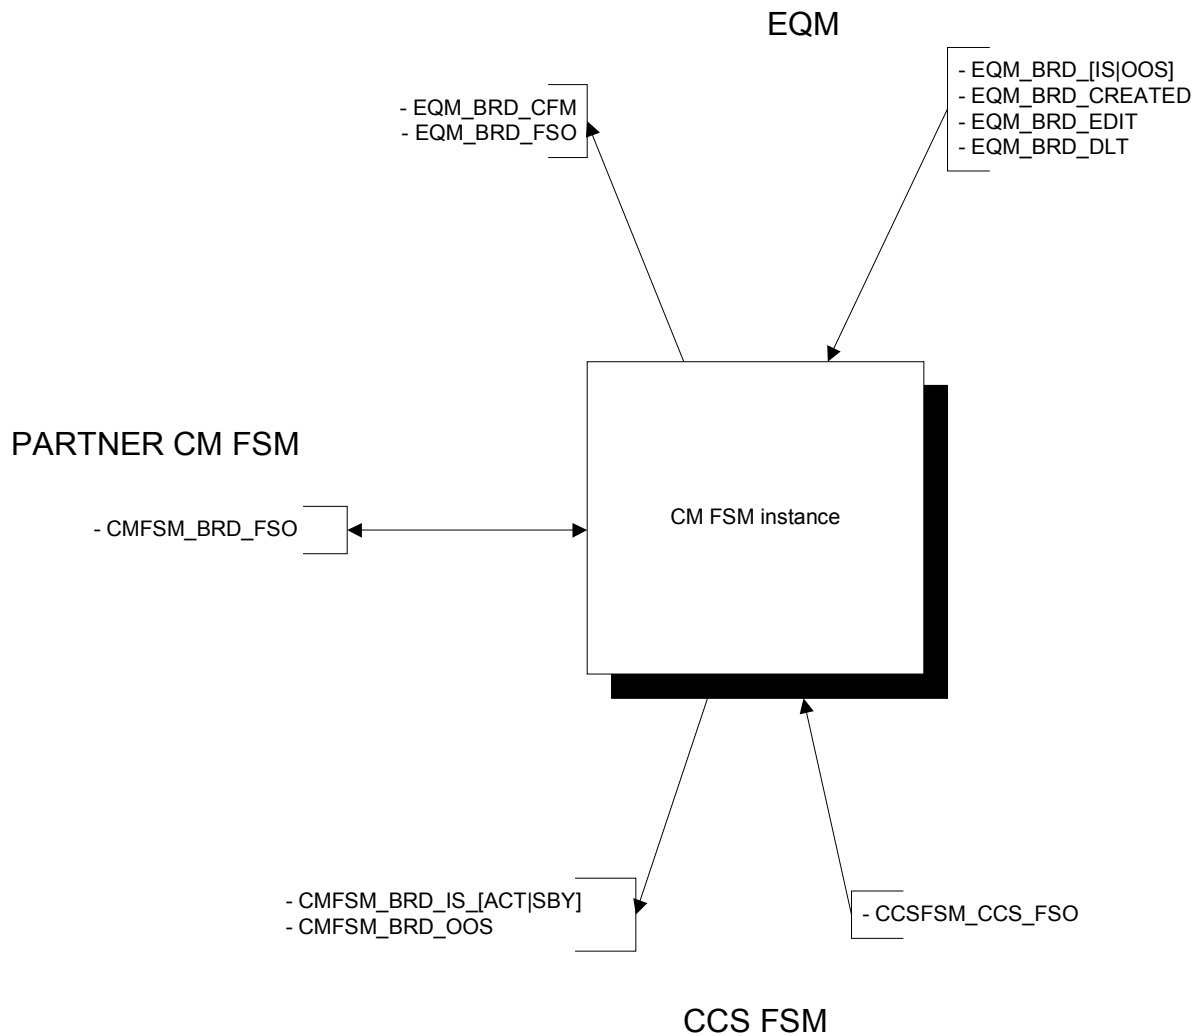 EQM
- EQM_BRD_[IS|OOS]
- EQM_BRD_CREATED
- EQM_BRD_EDIT
- EQM_BRD_DLT
- EQM_BRD_CFM
- EQM_BRD_FSO
PARTNER CM FSM
- CMFSM_BRD_FSO
CM FSM instance
- CMFSM_BRD_IS_[ACT|SBY]
- CMFSM_BRD_OOS
- CCSFSM_CCS_FSO
CCS FSM